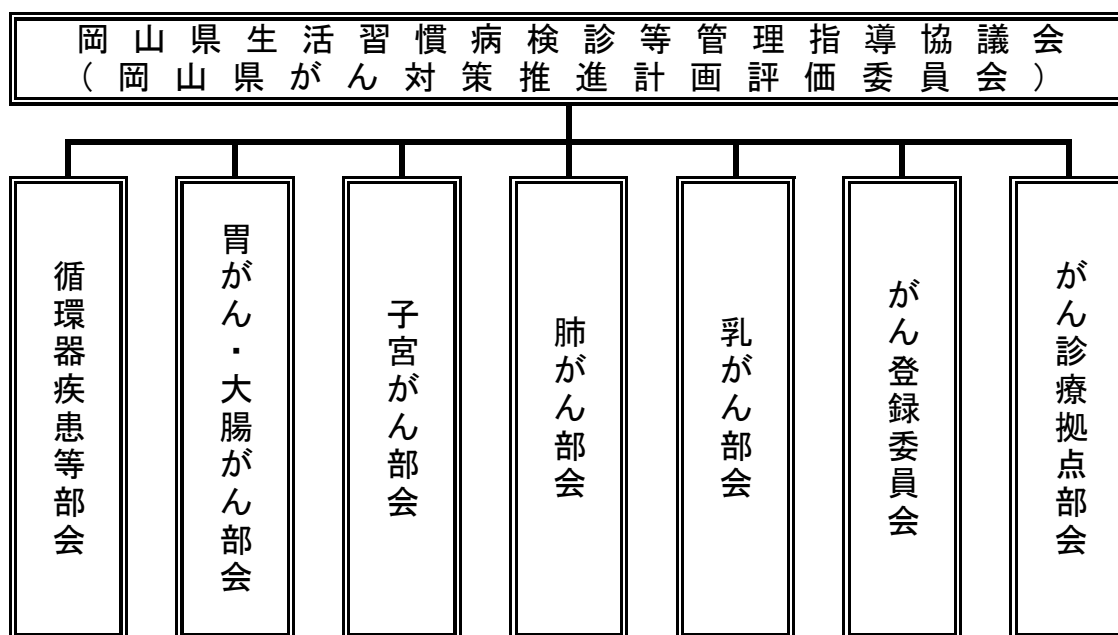 岡山県生活習慣病検診等管理指導協議会
(岡山県がん対策推進計画評価委員会)
循環器疾患等部会
胃がん・大腸がん部会
子宮がん部会
肺がん部会
乳がん部会
がん登録委員会
がん診療拠点部会